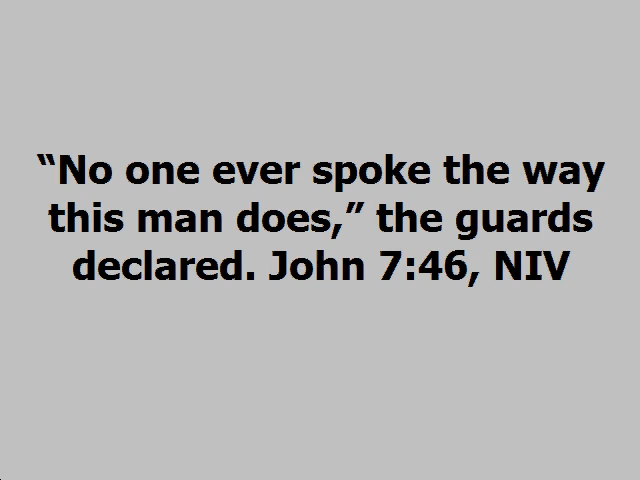 “No one ever spoke the way
this man does,” the guards
declared. John 7:46, NIV